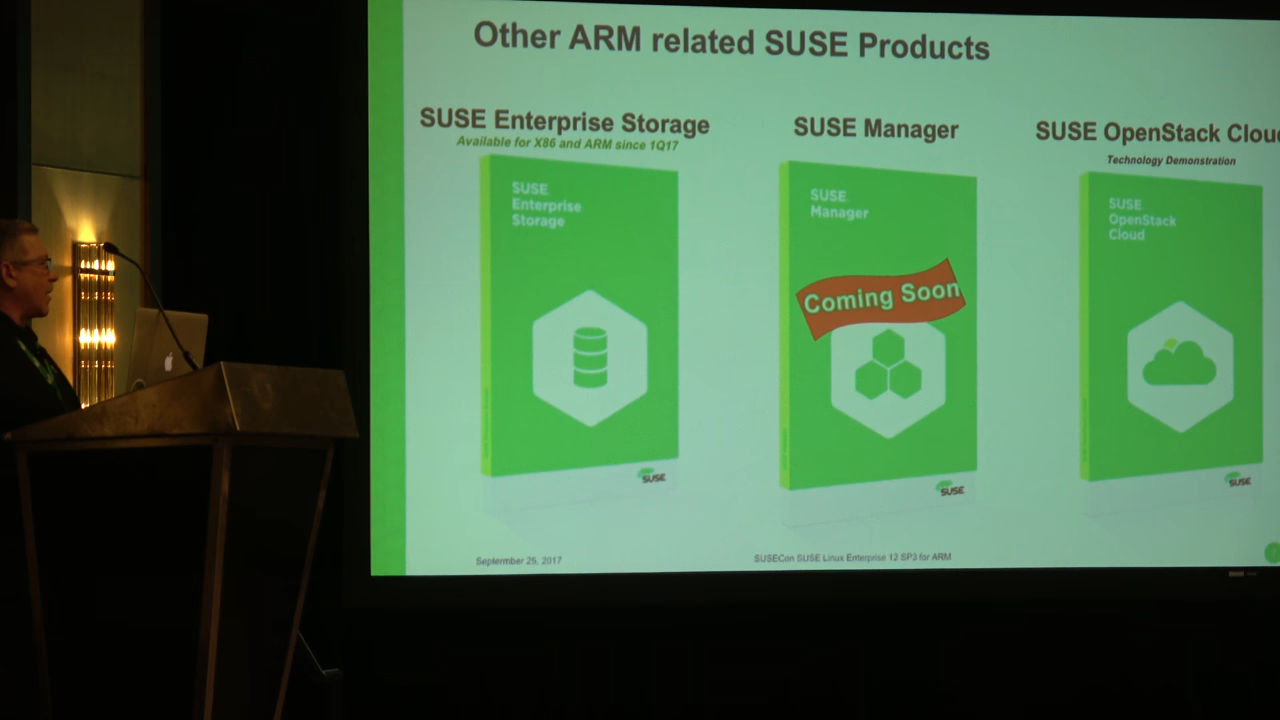 Other ARM related SUSE Products
SUSE Enterprise Storage
Available for X86 and ARM since 1Q17
SUSE
Enterprise
Storage
SUSE
SUSE Manager
SUSE
Manager
Coming Soon
SUSE
SUSE OpenStack Clou
Technology Demonstration
SUSE
OpenStack
Cloud
SUSE
Septermber 25, 2017
SUSECon SUSE Linux Enterprise 12 SP3 for ARM